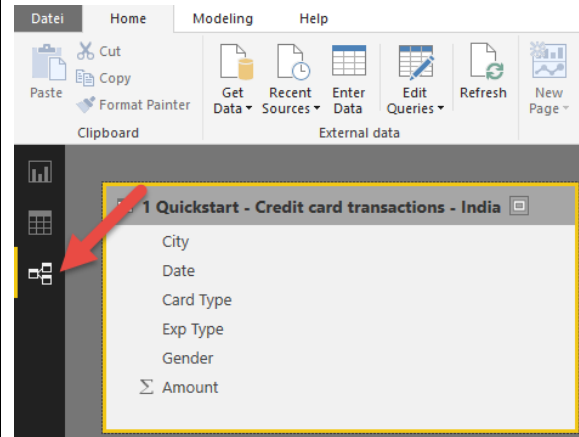 Datei Home Modeling Help
Cut
Copy
Format Painter
Paste
Get Data Recent Sources Enter Data Edit Queries Refresh New Page
Clipboard External data
1 Quickstart - Credit card transactions - India
City
Date
Card Type
Exp Type
Gender
Σ Amount